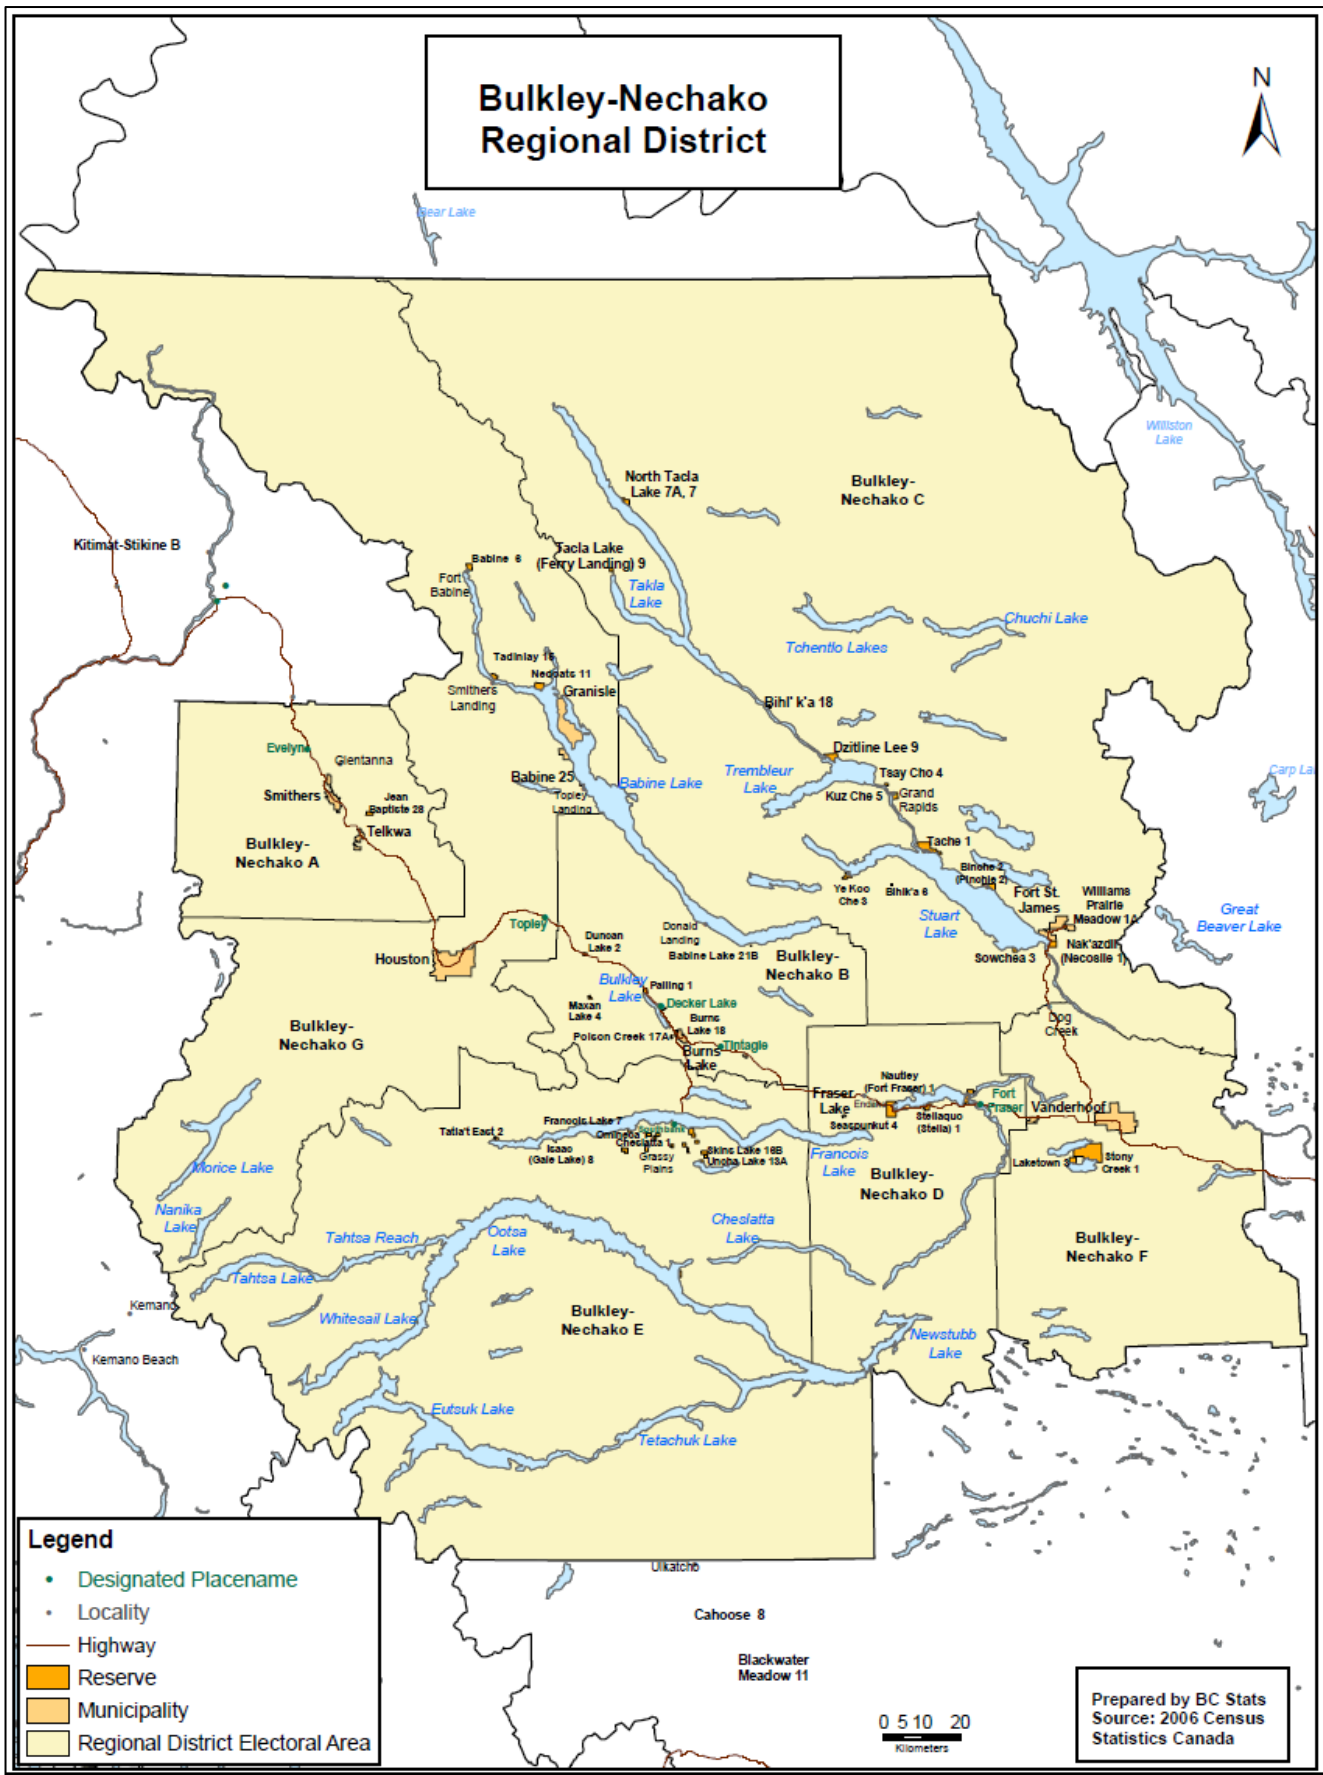 Bulkley-Nechako
Regional District
N
Bear Lake
Williston
Lake
North Tacla
Lake 7A, 7
Bulkley-
Nechako C
Kitimat-Stikine B
Babine 6
Tacla Lake
(Ferry Landing) 9
Fort
Babine
Takla
Lake
Chuchi Lake
Tchentlo Lakes
Tadinlay 15
Nedoats 11
Smithers
Landing
Granisle
Bihl' k'a 18
Evelyn
Glentanna
Dzitline Lee 9
Babine 25
Topley
Landing
Babine Lake
Trembleur
Lake
Tsay Cho 4
Kuz Che 5
Grand
Rapids
Carp La
Smithers
Jean
Baptiste 28
Telkwa
Bulkley-
Nechako A
Tache 1
Binche 2
(Pinchie 2)
Ye Koo
Che 3
Bihlk'a 6
Fort St.
James
Williams
Prairie
Meadow 1A
Stuart
Lake
Great
Beaver Lake
Topley
Duncan
Lake 2
Donald
Landing
Babine Lake 21B
Sowchea 3
Nak'azdli
(Necoslie 1)
Houston
Bulkley-
Nechako B
Bulkley
Lake
Palling 1
Maxan
Lake 4
Decker Lake
Burns
Lake 18
Poison Creek 17A
Tintagle
Burns
Lake
Dog
Creek
Bulkley-
Nechako G
Nautley
(Fort Fraser) 1
Fraser
Lake
Endako
Fort
Fraser
Vanderhoof
Seaspunkut 4
Stellaquo
(Stella) 1
Francois Lake 7
Southbank
Tatla't East 2
Omineca 1
Cheslatta 1
Isaac
(Gale Lake) 8
Grassy
Plains
Skins Lake 16B
Uncha Lake 13A
Francois
Lake
Laketown 3
Stony
Creek 1
Morice Lake
Bulkley-
Nechako D
Nanika
Lake
Tahtsa Reach
Ootsa
Lake
Cheslatta
Lake
Bulkley-
Nechako F
Tahtsa Lake
Kemano
Whitesail Lake
Bulkley-
Nechako E
Newstubb
Lake
Kemano Beach
Eutsuk Lake
Tetachuk Lake
Ulkatcho
Cahoose 8
Blackwater
Meadow 11
Legend
Designated Placename
Locality
Highway
Reserve
Municipality
Regional District Electoral Area
0 5 10 20
Kilometers
Prepared by BC Stats
Source: 2006 Census
Statistics Canada